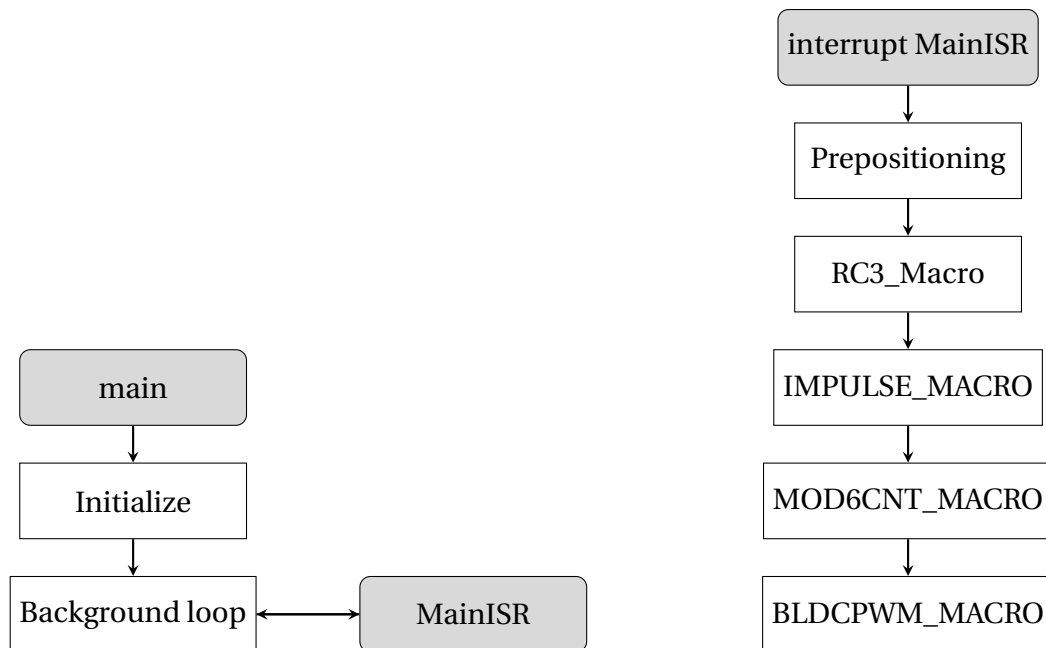 main
Initialize
Background loop
MainISR
interrupt MainISR
Prepositioning
RC3_Macro
IMPULSE_MACRO
MOD6CNT_MACRO
BLDCPWM_MACRO